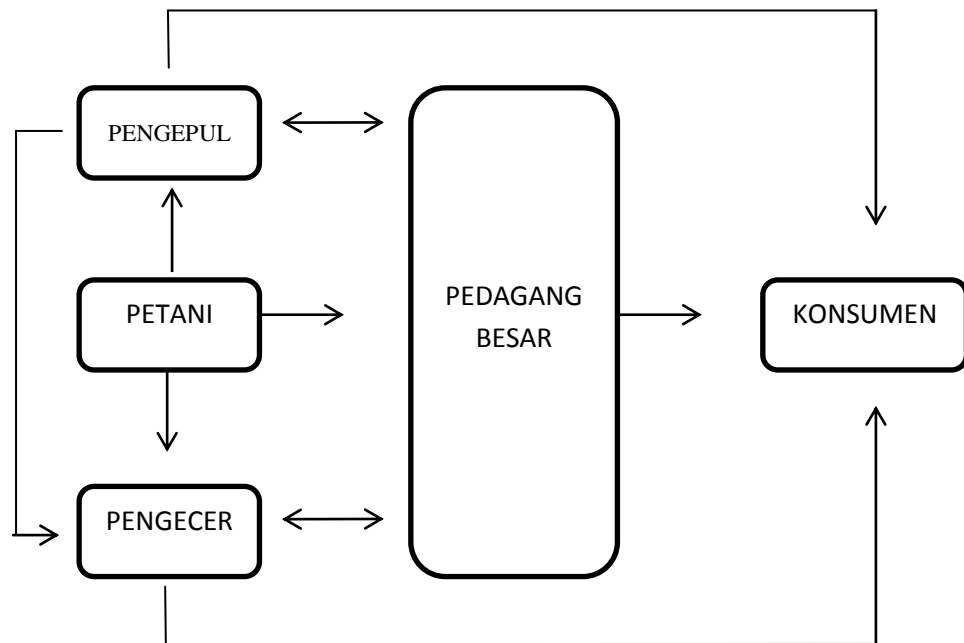 PENGEPUL
PETANI
PEDAGANG
BESAR
KONSUMEN
PENGECER